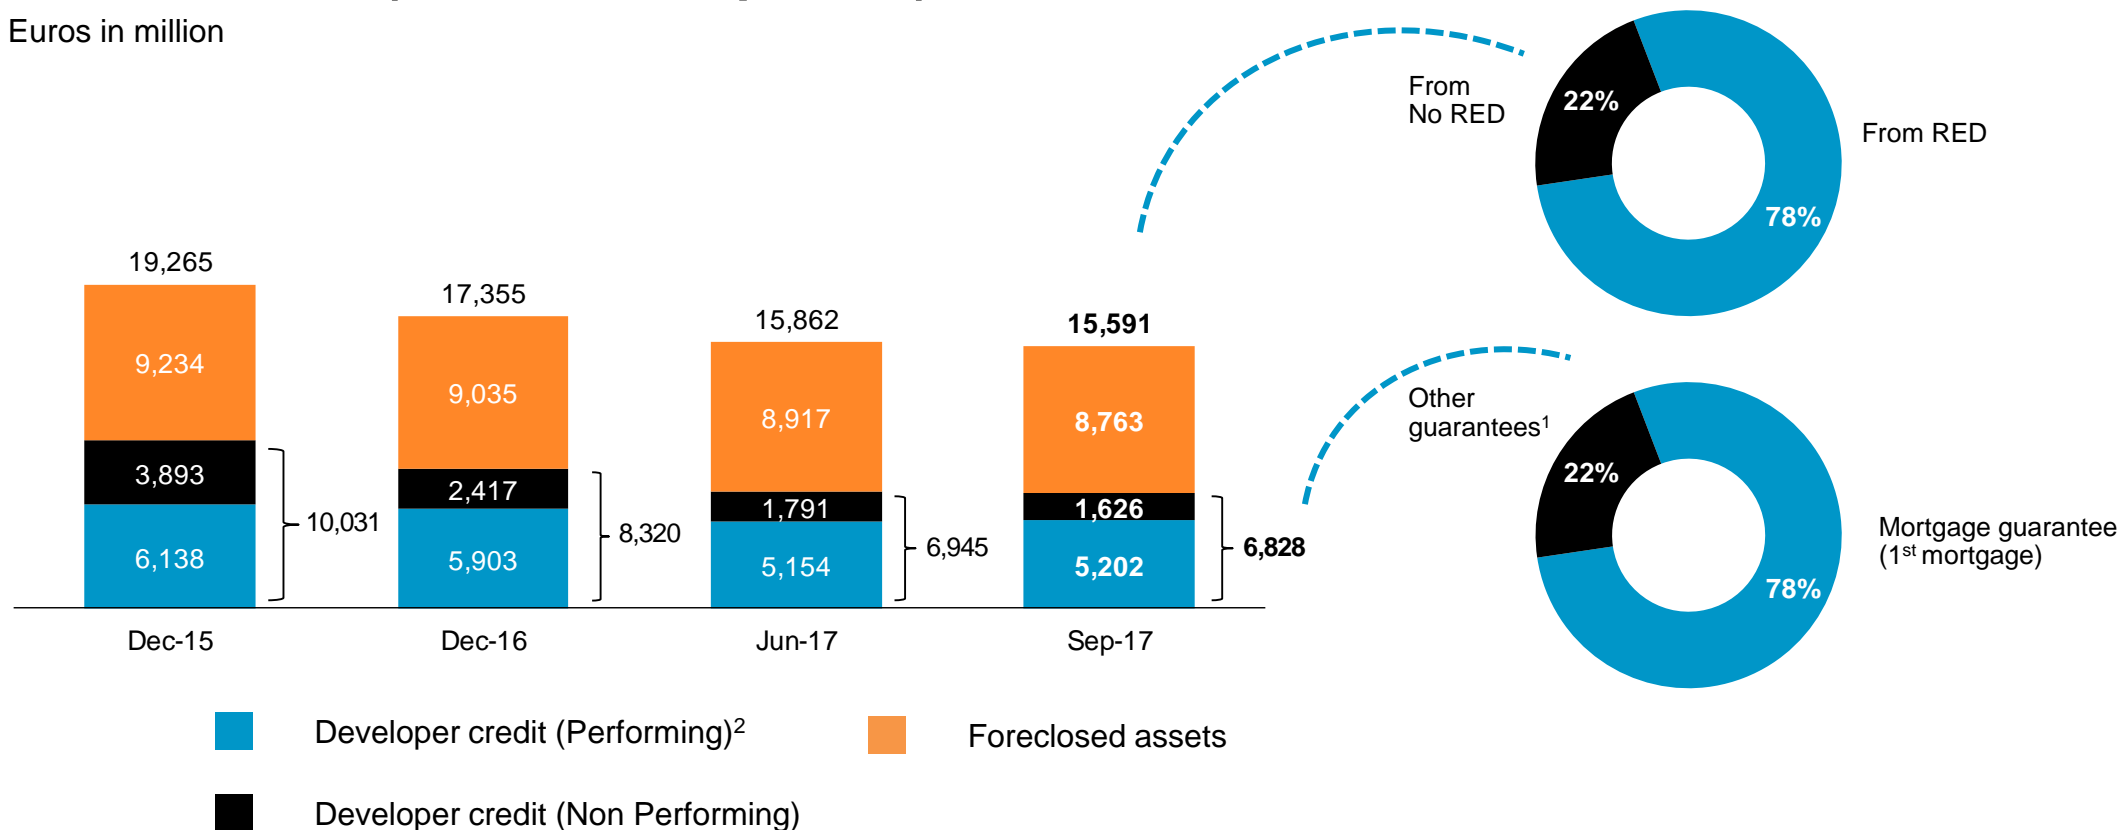 Euros in million
From
No RED
22%
From RED
78%
19,265
17,355
15,862
15,591
9,234
9,035
8,917
8,763
3,893
2,417
1,791
1,626
10,031
8,320
6,945
6,828
6,138
5,903
5,154
5,202
Dec-15
Dec-16
Jun-17
Sep-17
Other
guarantees¹
22%
Mortgage guarantee
(1st mortgage)
78%
Developer credit (Performing)²
Foreclosed assets
Developer credit (Non Performing)